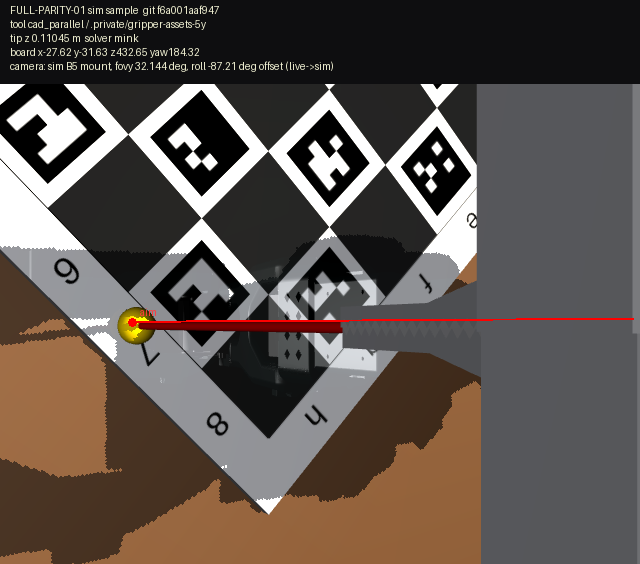 FULL-PARITY-01 sim sample git f6a001aaf947
tool cad_parallel / .private/gripper-assets-5y
tip z 0.11045 m solver mink
board x-27.62 y-31.63 z432.65 yaw184.32
camera: sim B5 mount, fovy 32.144 deg, roll -87.21 deg offset (live->sim)
e
f
6
7
8
h